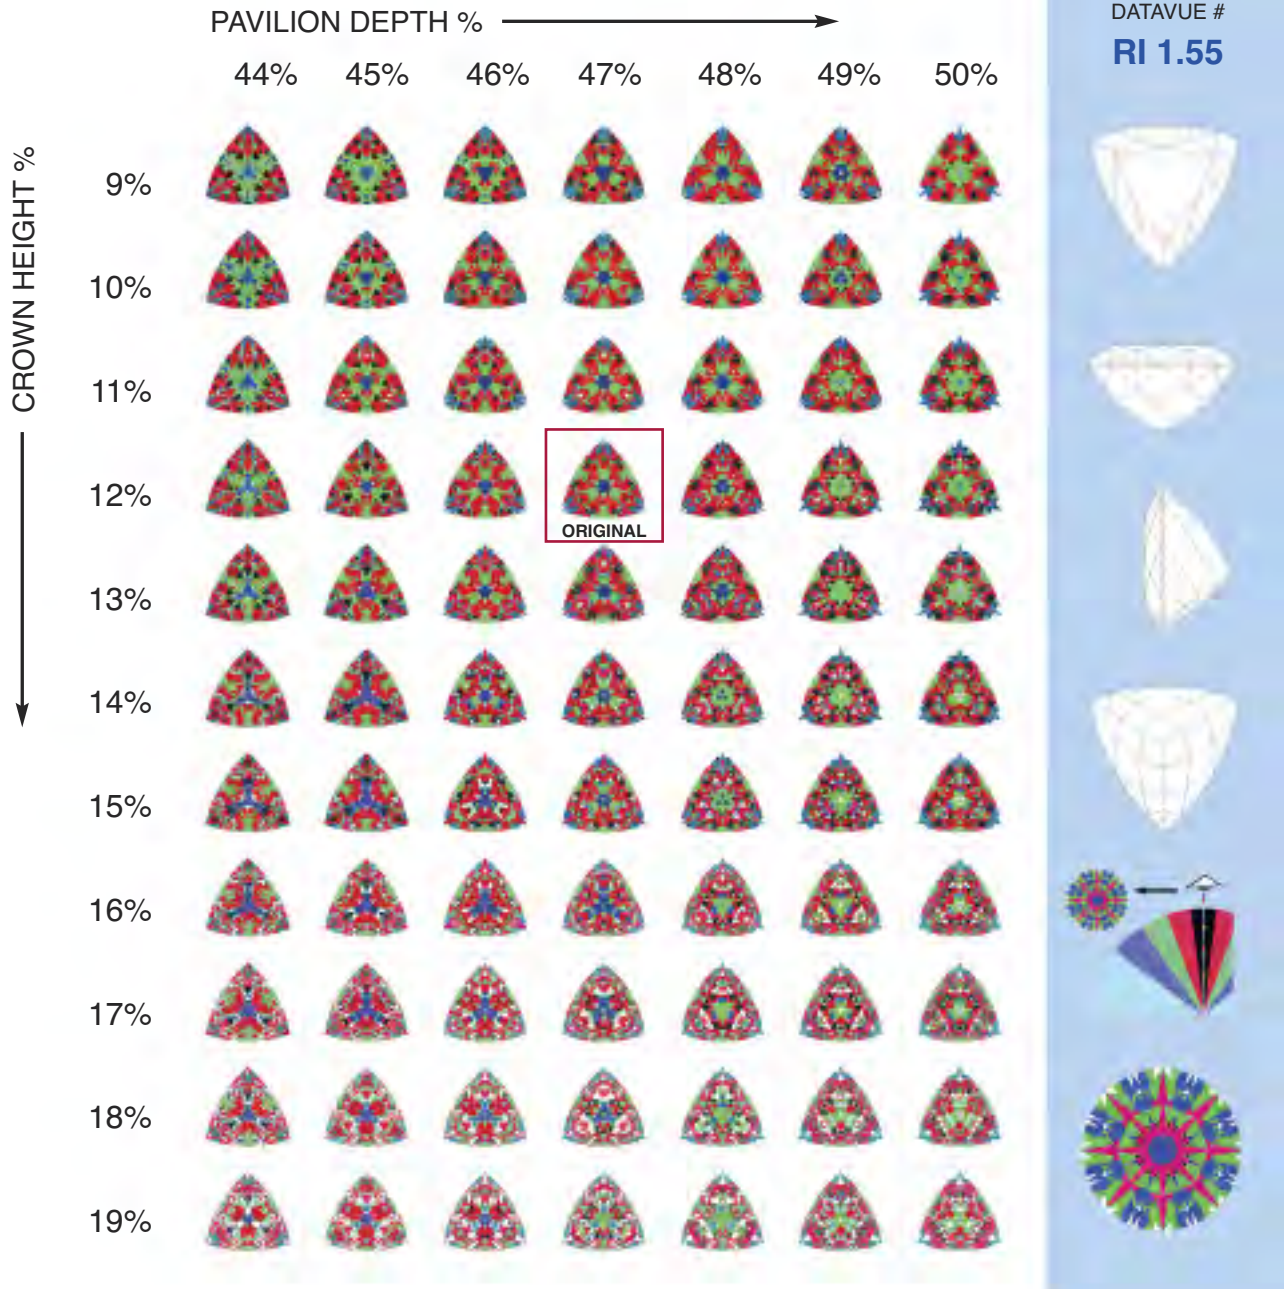 PAVILION DEPTH %
44% 45% 46% 47% 48% 49% 50%
CROWN HEIGHT %
9%
10%
11%
12%
ORIGINAL
13%
14%
15%
16%
17%
18%
19%
DATAVUE #
RI 1.55